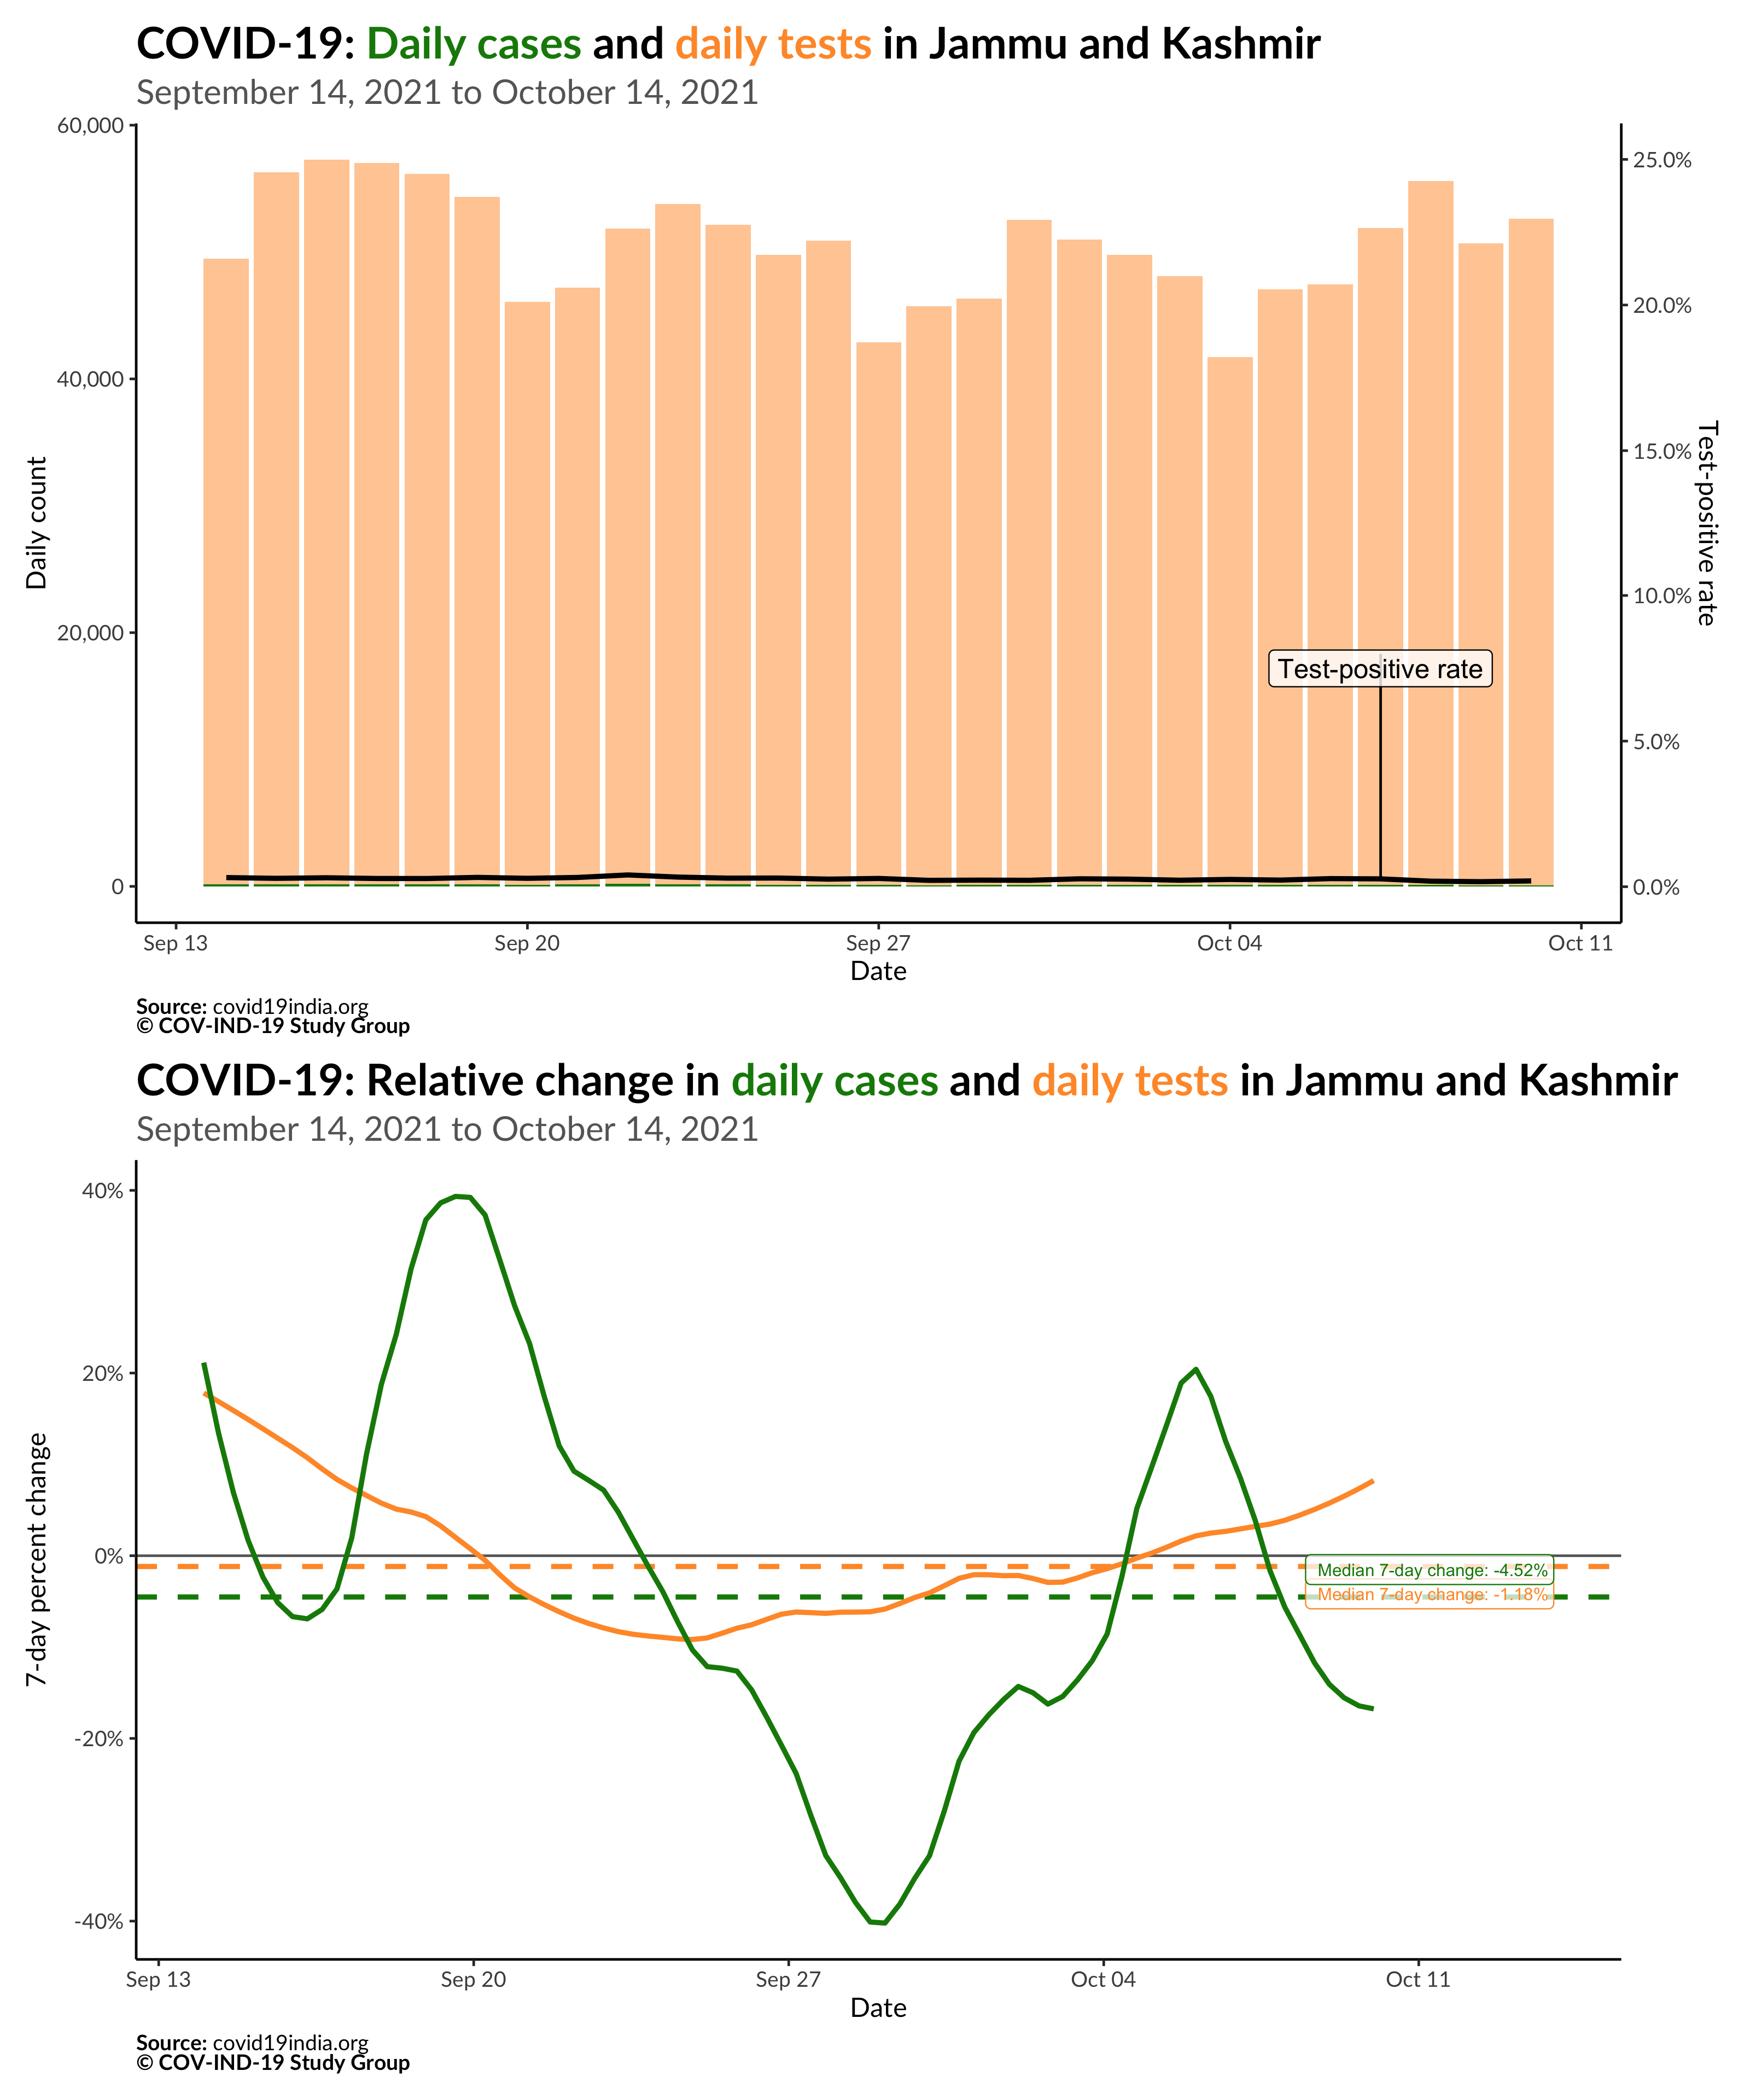 COVID-19: Daily cases and daily tests in Jammu and Kashmir
September 14, 2021 to October 14, 2021
60,000
40,000
20,000
0
Daily count
25.0%
20.0%
15.0%
10.0%
5.0%
0.0%
Test-positive rate
Test-positive rate
Sep 13
Sep 20
Sep 27
Oct 04
Oct 11
Date
Source: covid19india.org
© COV-IND-19 Study Group
COVID-19: Relative change in daily cases and daily tests in Jammu and Kashmir
September 14, 2021 to October 14, 2021
40%
20%
0%
-20%
-40%
7-day percent change
Median 7-day change: -4.52%
Median 7-day change: -1.18%
Sep 13
Sep 20
Sep 27
Oct 04
Oct 11
Date
Source: covid19india.org
© COV-IND-19 Study Group